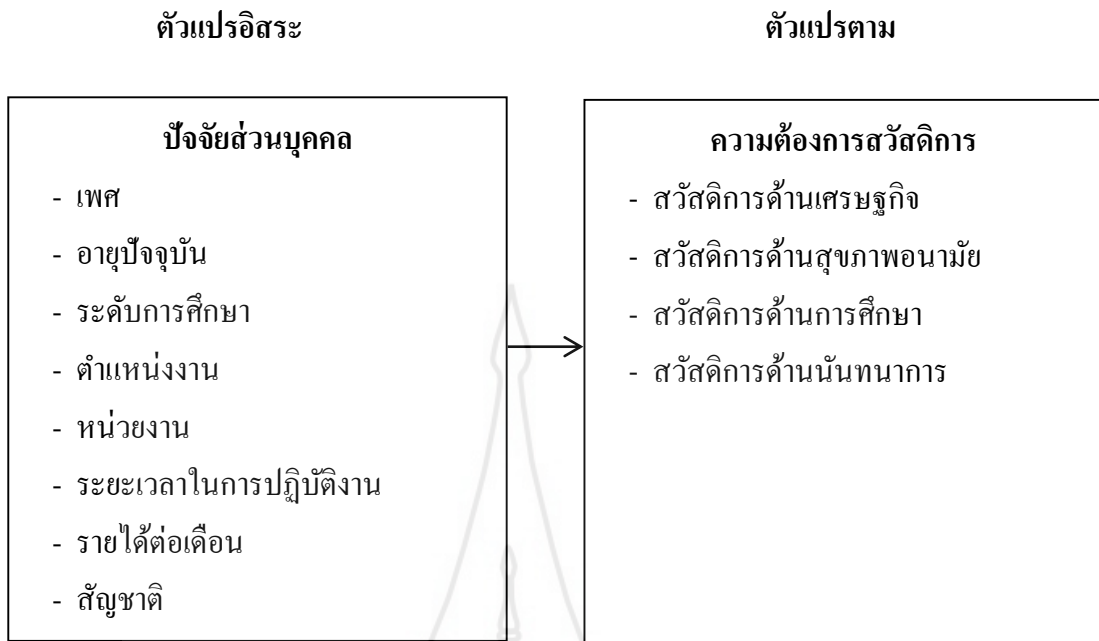 ตัวแปรอิสระ
ตัวแปรตาม
ปัจจัยส่วนบุคคล
- เพศ
- อายุปัจจุบัน
- ระดับการศึกษา
- ตำแหน่งงาน
- หน่วยงาน
- ระยะเวลาในการปฏิบัติงาน
- รายได้ต่อเดือน
- สัญชาติ
ความต้องการสวัสดิการ
- สวัสดิการด้านเศรษฐกิจ
- สวัสดิการด้านสุขภาพอนามัย
- สวัสดิการด้านการศึกษา
- สวัสดิการด้านนันทนาการ